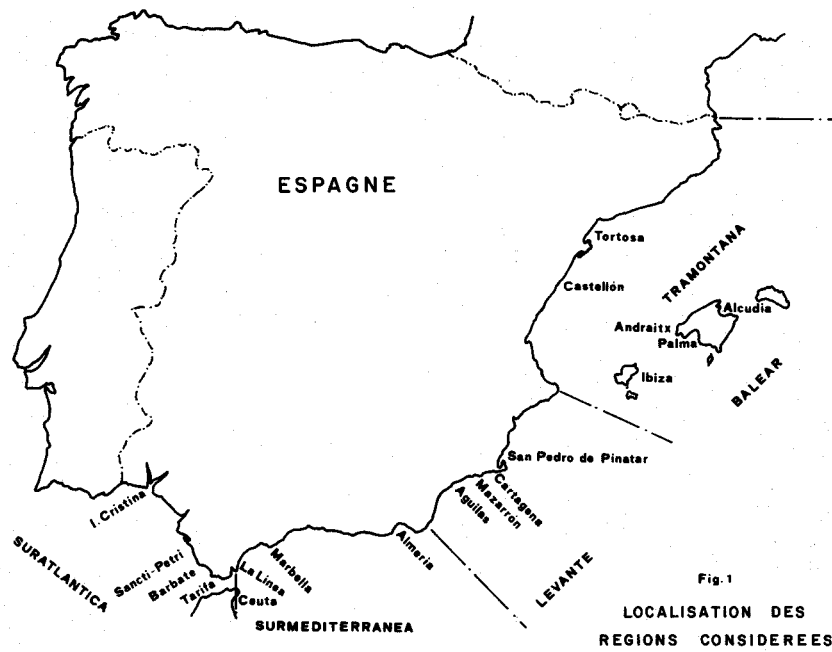 ESPAGNE
Tortosa
TRAMONTANA
Castellón
Alcudia
Andraitx
Palma
Ibiza
BALEAR
San Pedro de Pinatar
Cartagena
Mazarrón
Aguilas
I. Cristina
Almeria
SURATLANTICA
Sancti-Petri
Barbate
Tarifa
La Linea
Marbella
Ceuta
LEVANTE
SURMEDITERRANEA
Fig. 1
LOCALISATION DES
REGIONS CONSIDEREES